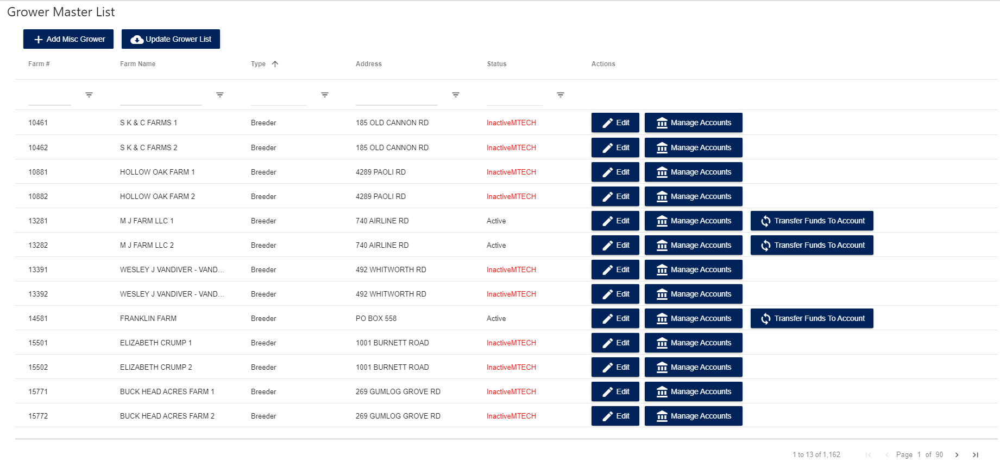 Grower Master List
Add Misc Grower Update Grower List
Farm # Farm Name Type Address Status Actions
10461 S K & C FARMS 1 Breeder 185 OLD CANNON RD InactiveMTECH Edit Manage Accounts
10462 S K & C FARMS 2 Breeder 185 OLD CANNON RD InactiveMTECH Edit Manage Accounts
10881 HOLLOW OAK FARM 1 Breeder 4289 PAOLI RD InactiveMTECH Edit Manage Accounts
10882 HOLLOW OAK FARM 2 Breeder 4289 PAOLI RD InactiveMTECH Edit Manage Accounts
13281 M J FARM LLC 1 Breeder 740 AIRLINE RD Active Edit Manage Accounts Transfer Funds To Account
13282 M J FARM LLC 2 Breeder 740 AIRLINE RD Active Edit Manage Accounts Transfer Funds To Account
13391 WESLEY J VANDIVER - VAND... Breeder 492 WHITWORTH RD InactiveMTECH Edit Manage Accounts
13392 WESLEY J VANDIVER - VAND... Breeder 492 WHITWORTH RD InactiveMTECH Edit Manage Accounts
14581 FRANKLIN FARM Breeder PO BOX 558 Active Edit Manage Accounts Transfer Funds To Account
15501 ELIZABETH CRUMP 1 Breeder 1001 BURNETT ROAD InactiveMTECH Edit Manage Accounts
15502 ELIZABETH CRUMP 2 Breeder 1001 BURNETT ROAD InactiveMTECH Edit Manage Accounts
15771 BUCK HEAD ACRES FARM 1 Breeder 269 GUMLOG GROVE RD InactiveMTECH Edit Manage Accounts
15772 BUCK HEAD ACRES FARM 2 Breeder 269 GUMLOG GROVE RD InactiveMTECH Edit Manage Accounts
1 to 13 of 1,162 Page 1 of 90